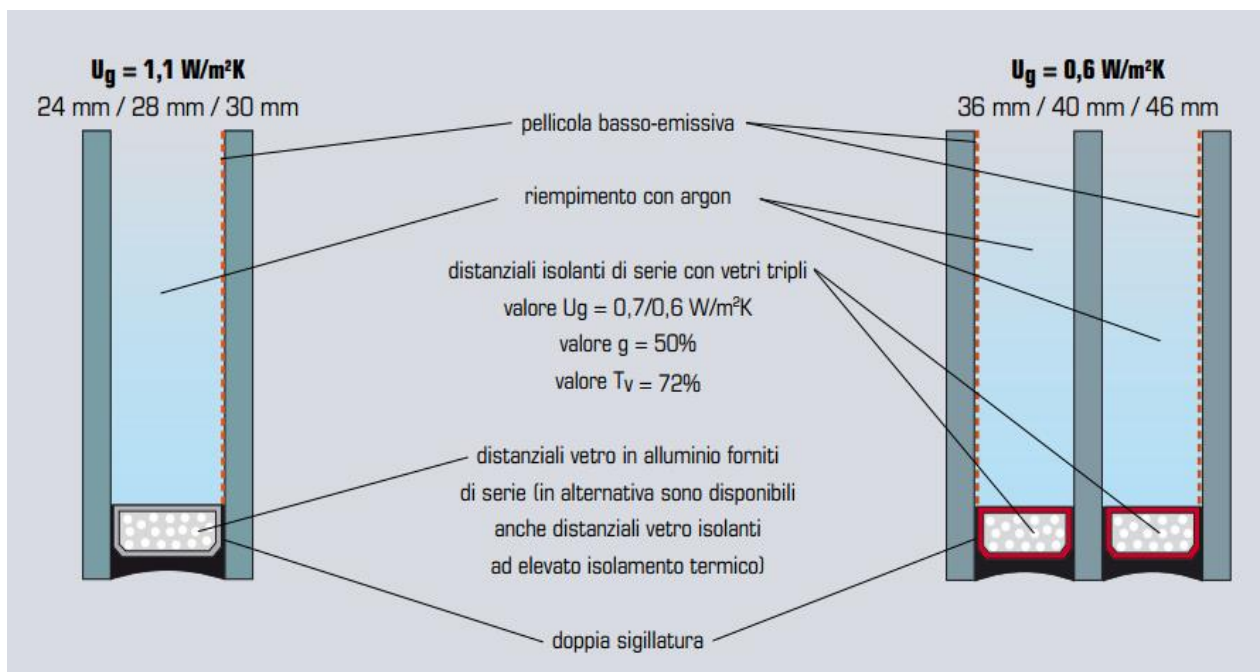 Ug = 1,1 W/m²K
24 mm / 28 mm / 30 mm
Ug = 0,6 W/m²K
36 mm / 40 mm / 46 mm
pellicola basso-emissiva
riempimento con argon
distanziali isolanti di serie con vetri tripli
valore Ug = 0,7/0,6 W/m²K
valore g = 50%
valore Tv = 72%
distanziali vetro in alluminio forniti
di serie (in alternativa sono disponibili
anche distanziali vetro isolanti
ad elevato isolamento termico)
doppia sigillatura